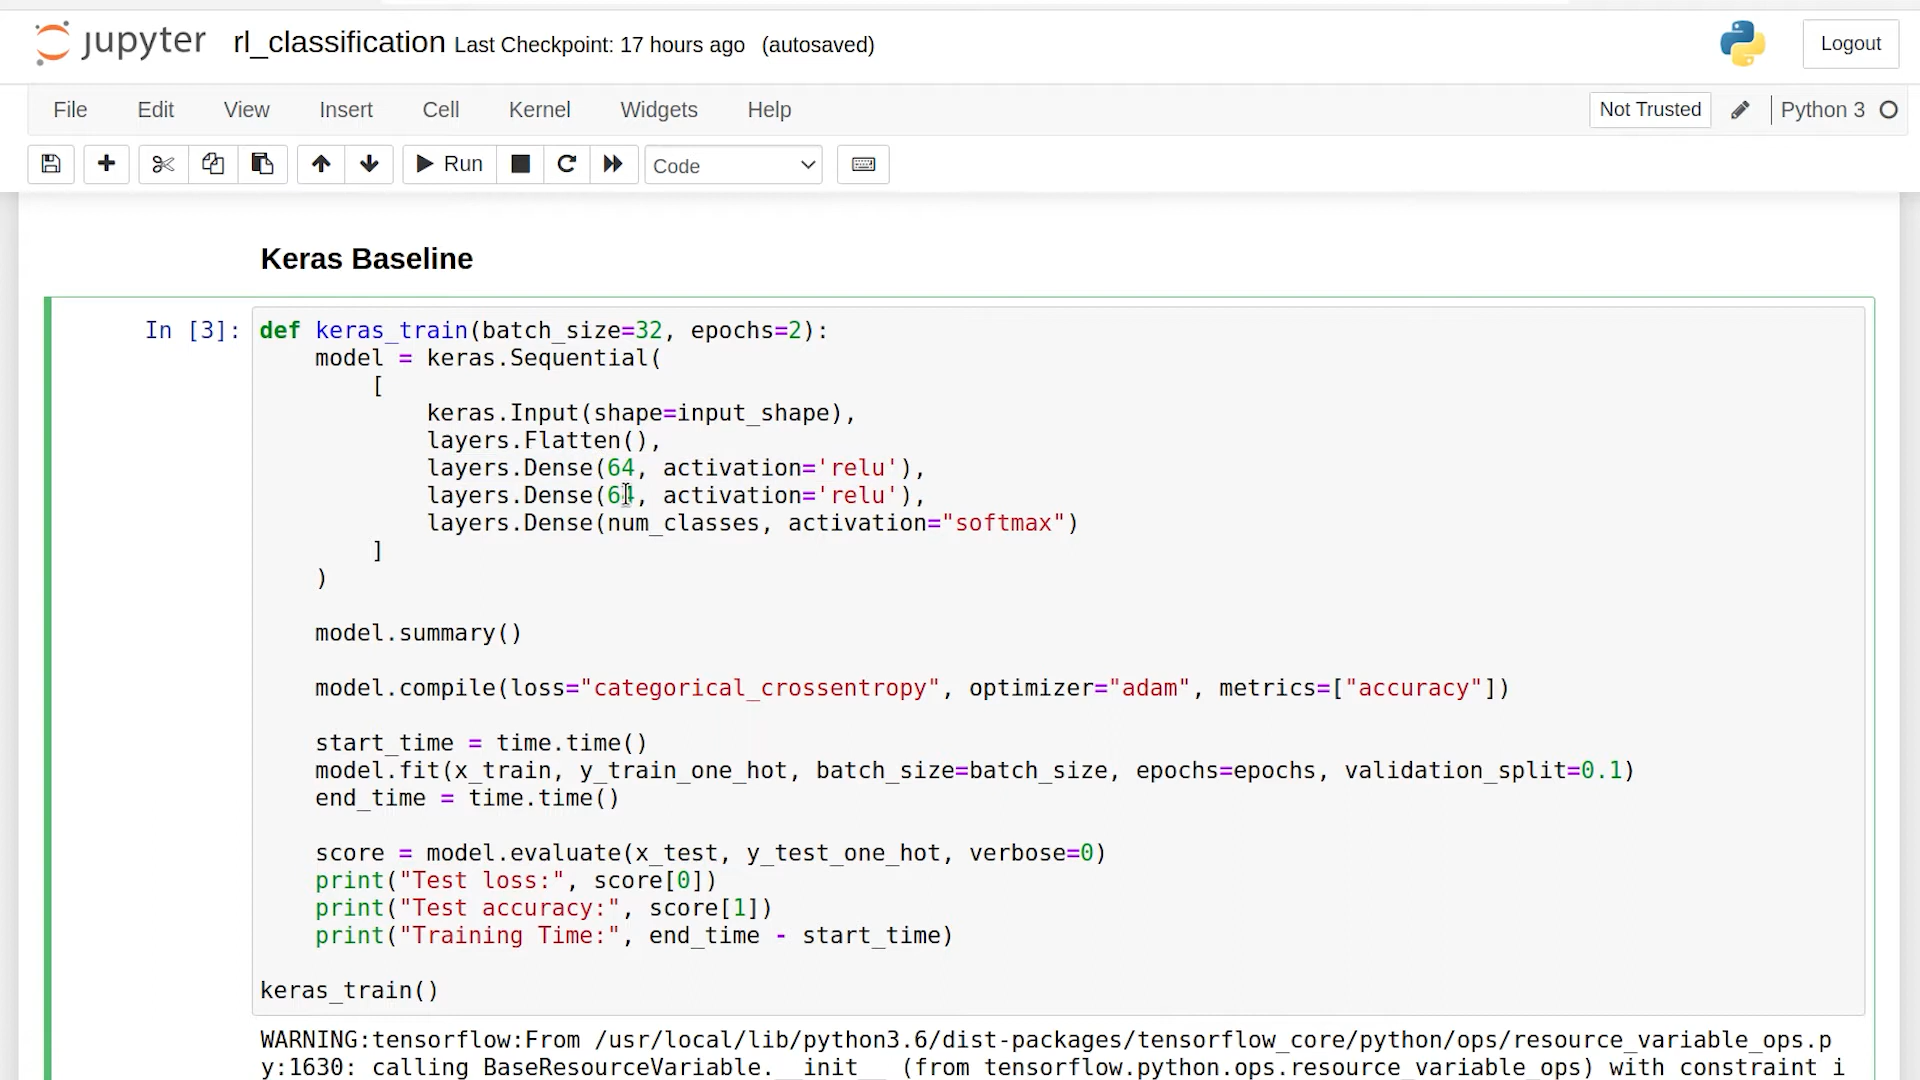 jupyter rl_classification Last Checkpoint: 17 hours ago (autosaved) Logout
File Edit View Insert Cell Kernel Widgets Help Not Trusted Python 3
Run Code
Keras Baseline
In [3]: def keras_train(batch_size=32, epochs=2):
    model = keras.Sequential(
        [
            keras.Input(shape=input_shape),
            layers.Flatten(),
            layers.Dense(64, activation='relu'),
            layers.Dense(64, activation='relu'),
            layers.Dense(num_classes, activation="softmax")
        ]
    )
    model.summary()
    model.compile(loss="categorical_crossentropy", optimizer="adam", metrics=["accuracy"])
    start_time = time.time()
    model.fit(x_train, y_train_one_hot, batch_size=batch_size, epochs=epochs, validation_split=0.1)
    end_time = time.time()
    score = model.evaluate(x_test, y_test_one_hot, verbose=0)
    print("Test loss:", score[0])
    print("Test accuracy:", score[1])
    print("Training Time:", end_time - start_time)
keras_train()
WARNING:tensorflow:From /usr/local/lib/python3.6/dist-packages/tensorflow_core/python/ops/resource_variable_ops.p
y:1630: calling BaseResourceVariable.__init__ (from tensorflow.python.ops.resource_variable_ops) with constraint i